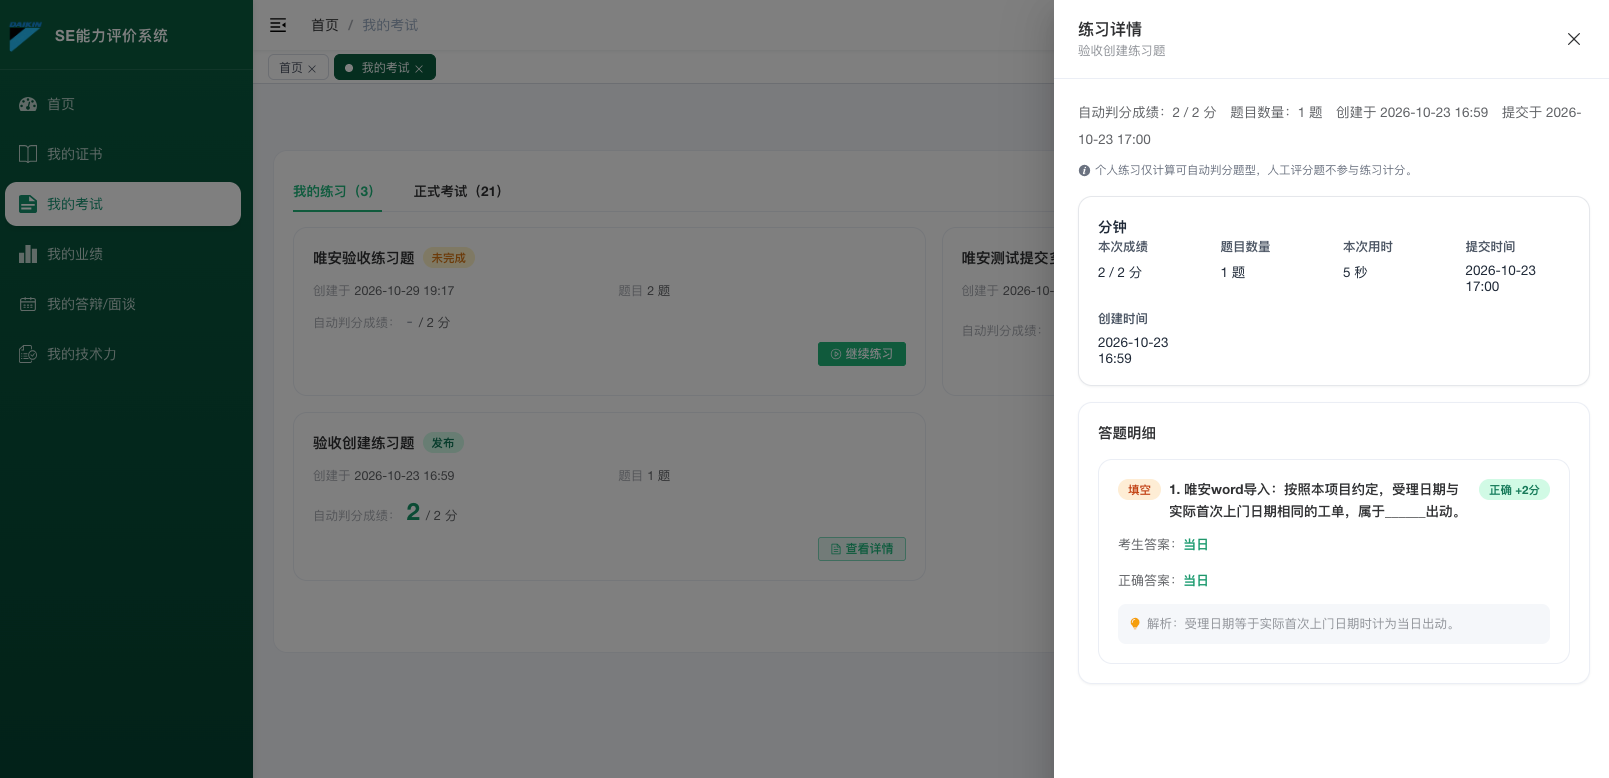 DAIKIN
SE能力评价系统
首页
我的证书
我的考试
我的业绩
我的答辩/面谈
我的技术力
首页 / 我的考试
首页
我的考试
我的练习（3） 正式考试（21）
唯安验收练习题 未完成
创建于 2026-10-29 19:17 题目 2 题
自动判分成绩： - / 2 分
继续练习
唯安测试提交
创建于 2026-10-
自动判分成绩：
验收创建练习题 发布
创建于 2026-10-23 16:59 题目 1 题
自动判分成绩： 2 / 2 分
查看详情
练习详情
验收创建练习题
自动判分成绩：2 / 2 分 题目数量：1 题 创建于 2026-10-23 16:59 提交于 2026-
10-23 17:00
个人练习仅计算可自动判分题型，人工评分题不参与练习计分。
分钟
本次成绩 题目数量 本次用时 提交时间
2 / 2 分 1 题 5 秒 2026-10-23
17:00
创建时间
2026-10-23
16:59
答题明细
填空 1. 唯安word导入：按照本项目约定，受理日期与 正确 +2分
实际首次上门日期相同的工单，属于______出动。
考生答案：当日
正确答案：当日
解析：受理日期等于实际首次上门日期时计为当日出动。